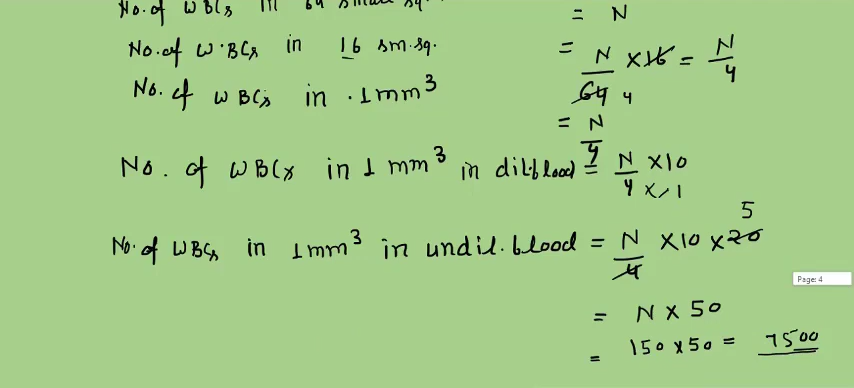 No. of WBCs in 64 small sq. = N
No. of W.BCs in 16 sm.sq. = N/64 × 16 = N/4
4
No. of WBCs in .1mm³ = N/4
No. of WBCs in 1 mm³ in dil.blood = N/4 × 10
× / 1
5
No. of WBCs in 1mm³ in undil.blood = N/4 × 10 × 20
Page: 4
= N × 50
= 150 × 50 = 7500